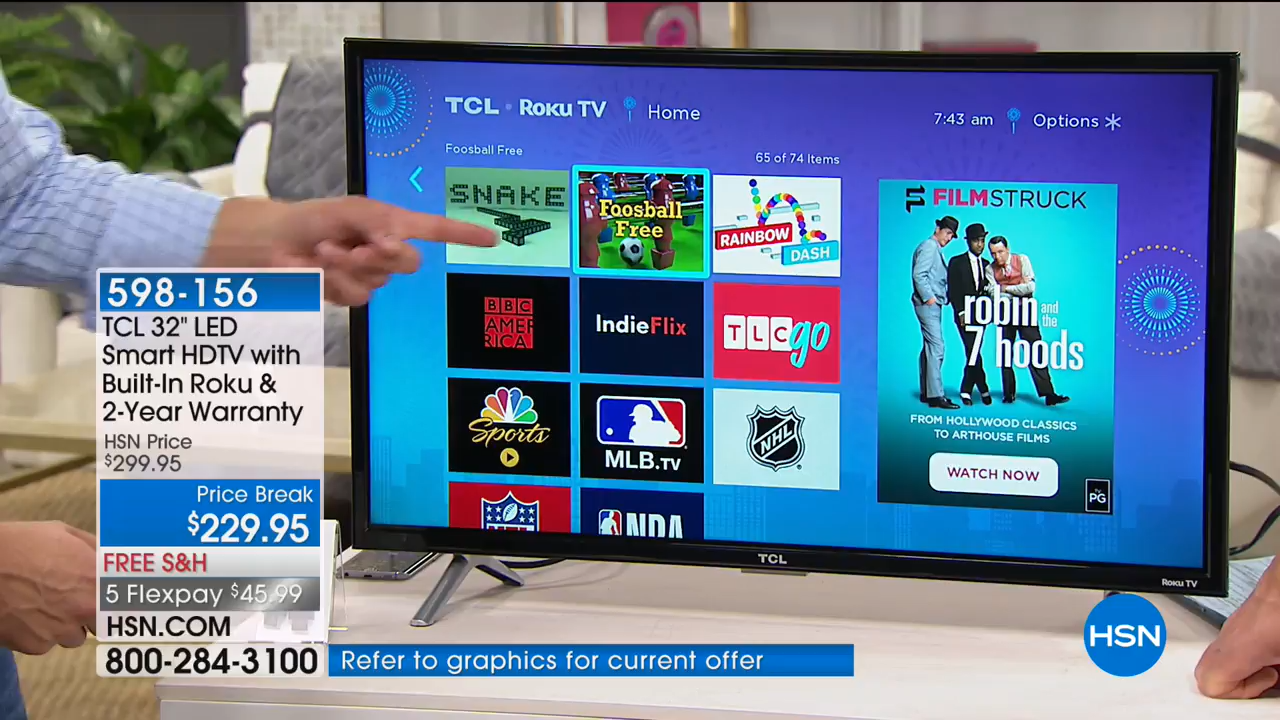 TCL • Roku TV
Home
7:43 am
Options
Foosball Free
65 of 74 Items
SNAKE
Foosball
Free
RAINBOW
DASH
BBC
AMERICA
IndieFlix
TLC go
Sports
MLB.TV
NHL
NFL
NBA
FILMSTRUCK
robin and the
7 hoods
FROM HOLLYWOOD CLASSICS
TO ARTHOUSE FILMS
WATCH NOW
TV
PG
TCL
Roku TV
598-156
TCL 32" LED
Smart HDTV with
Built-In Roku &
2-Year Warranty
HSN Price
$299.95
Price Break
$229.95
FREE S&H
5 Flexpay $45.99
HSN.COM
800-284-3100
Refer to graphics for current offer
HSN